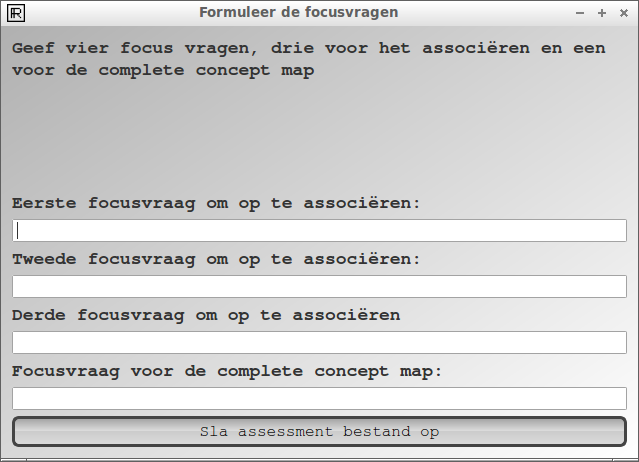 Formuleer de focusvragen
Geef vier focus vragen, drie voor het associëren en een
voor de complete concept map
Eerste focusvraag om op te associëren:
Tweede focusvraag om op te associëren:
Derde focusvraag om op te associëren
Focusvraag voor de complete concept map:
Sla assessment bestand op